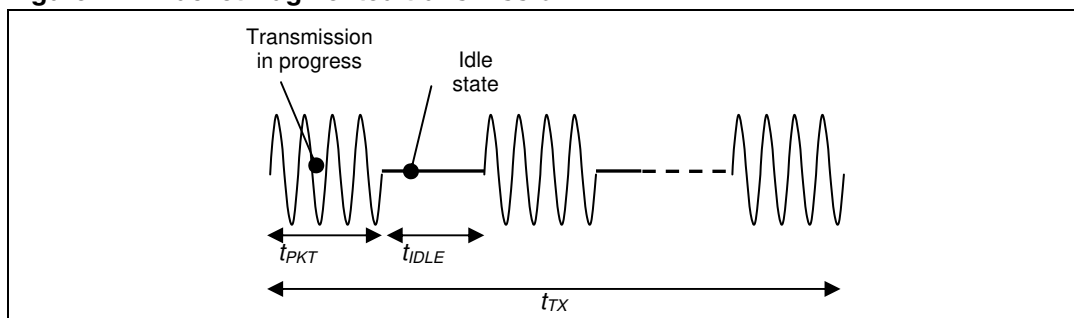 Transmission
in progress
Idle
state
tPKT
tIDLE
tTX